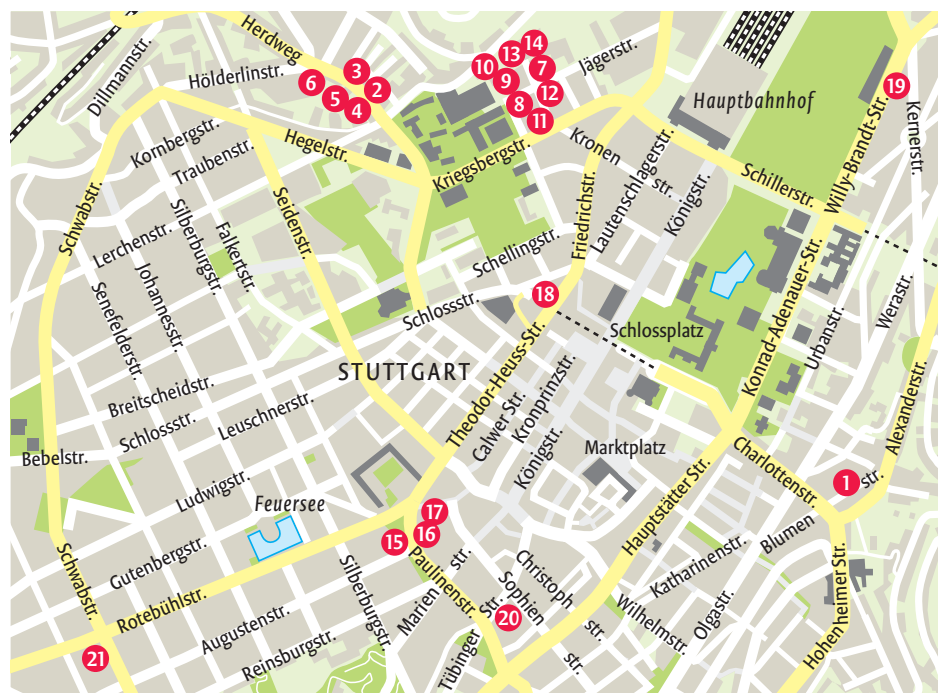 Herdweg
Dillmannstr.
Hölderlinstr.
6
3
5
4
2
10
13
14
9
7
8
12
11
Jägerstr.
Hauptbahnhof
19
Kernerstr.
Kornbergstr.
Traubenstr.
Hegelstr.
Kriegsbergstr.
Kronen
str.
Lautenschlagerstr.
Königstr.
Schillerstr.
Willy-Brandt-Str.
Schwabstr.
Lerchenstr.
Silberburgstr.
Falkertstr.
Seidenstr.
Friedrichstr.
Schellingstr.
Senefelderstr.
Johannesstr.
Schlossstr.
18
Schlossplatz
Konrad-Adenauer-Str.
Urbanstr.
Werastr.
STUTTGART
Breitscheidstr.
Schlossstr.
Leuschnerstr.
Theodor-Heuss-Str.
Calwer Str.
Kronprinzstr.
Königstr.
Marktplatz
Alexanderstr.
Bebelstr.
Ludwigstr.
Feuersee
Gutenbergstr.
Hauptstätter Str.
Charlottenstr.
1
Blumen
str.
17
16
15
Schwabstr.
Rotebühlstr.
Silberburgstr.
Paulinenstr.
Marien
str.
Sophien
str.
Christoph
str.
Katharinenstr.
Wilhelmstr.
Olgastr.
Hohenheimer Str.
Augustenstr.
Reinsburgstr.
Tübinger
Str.
20
21